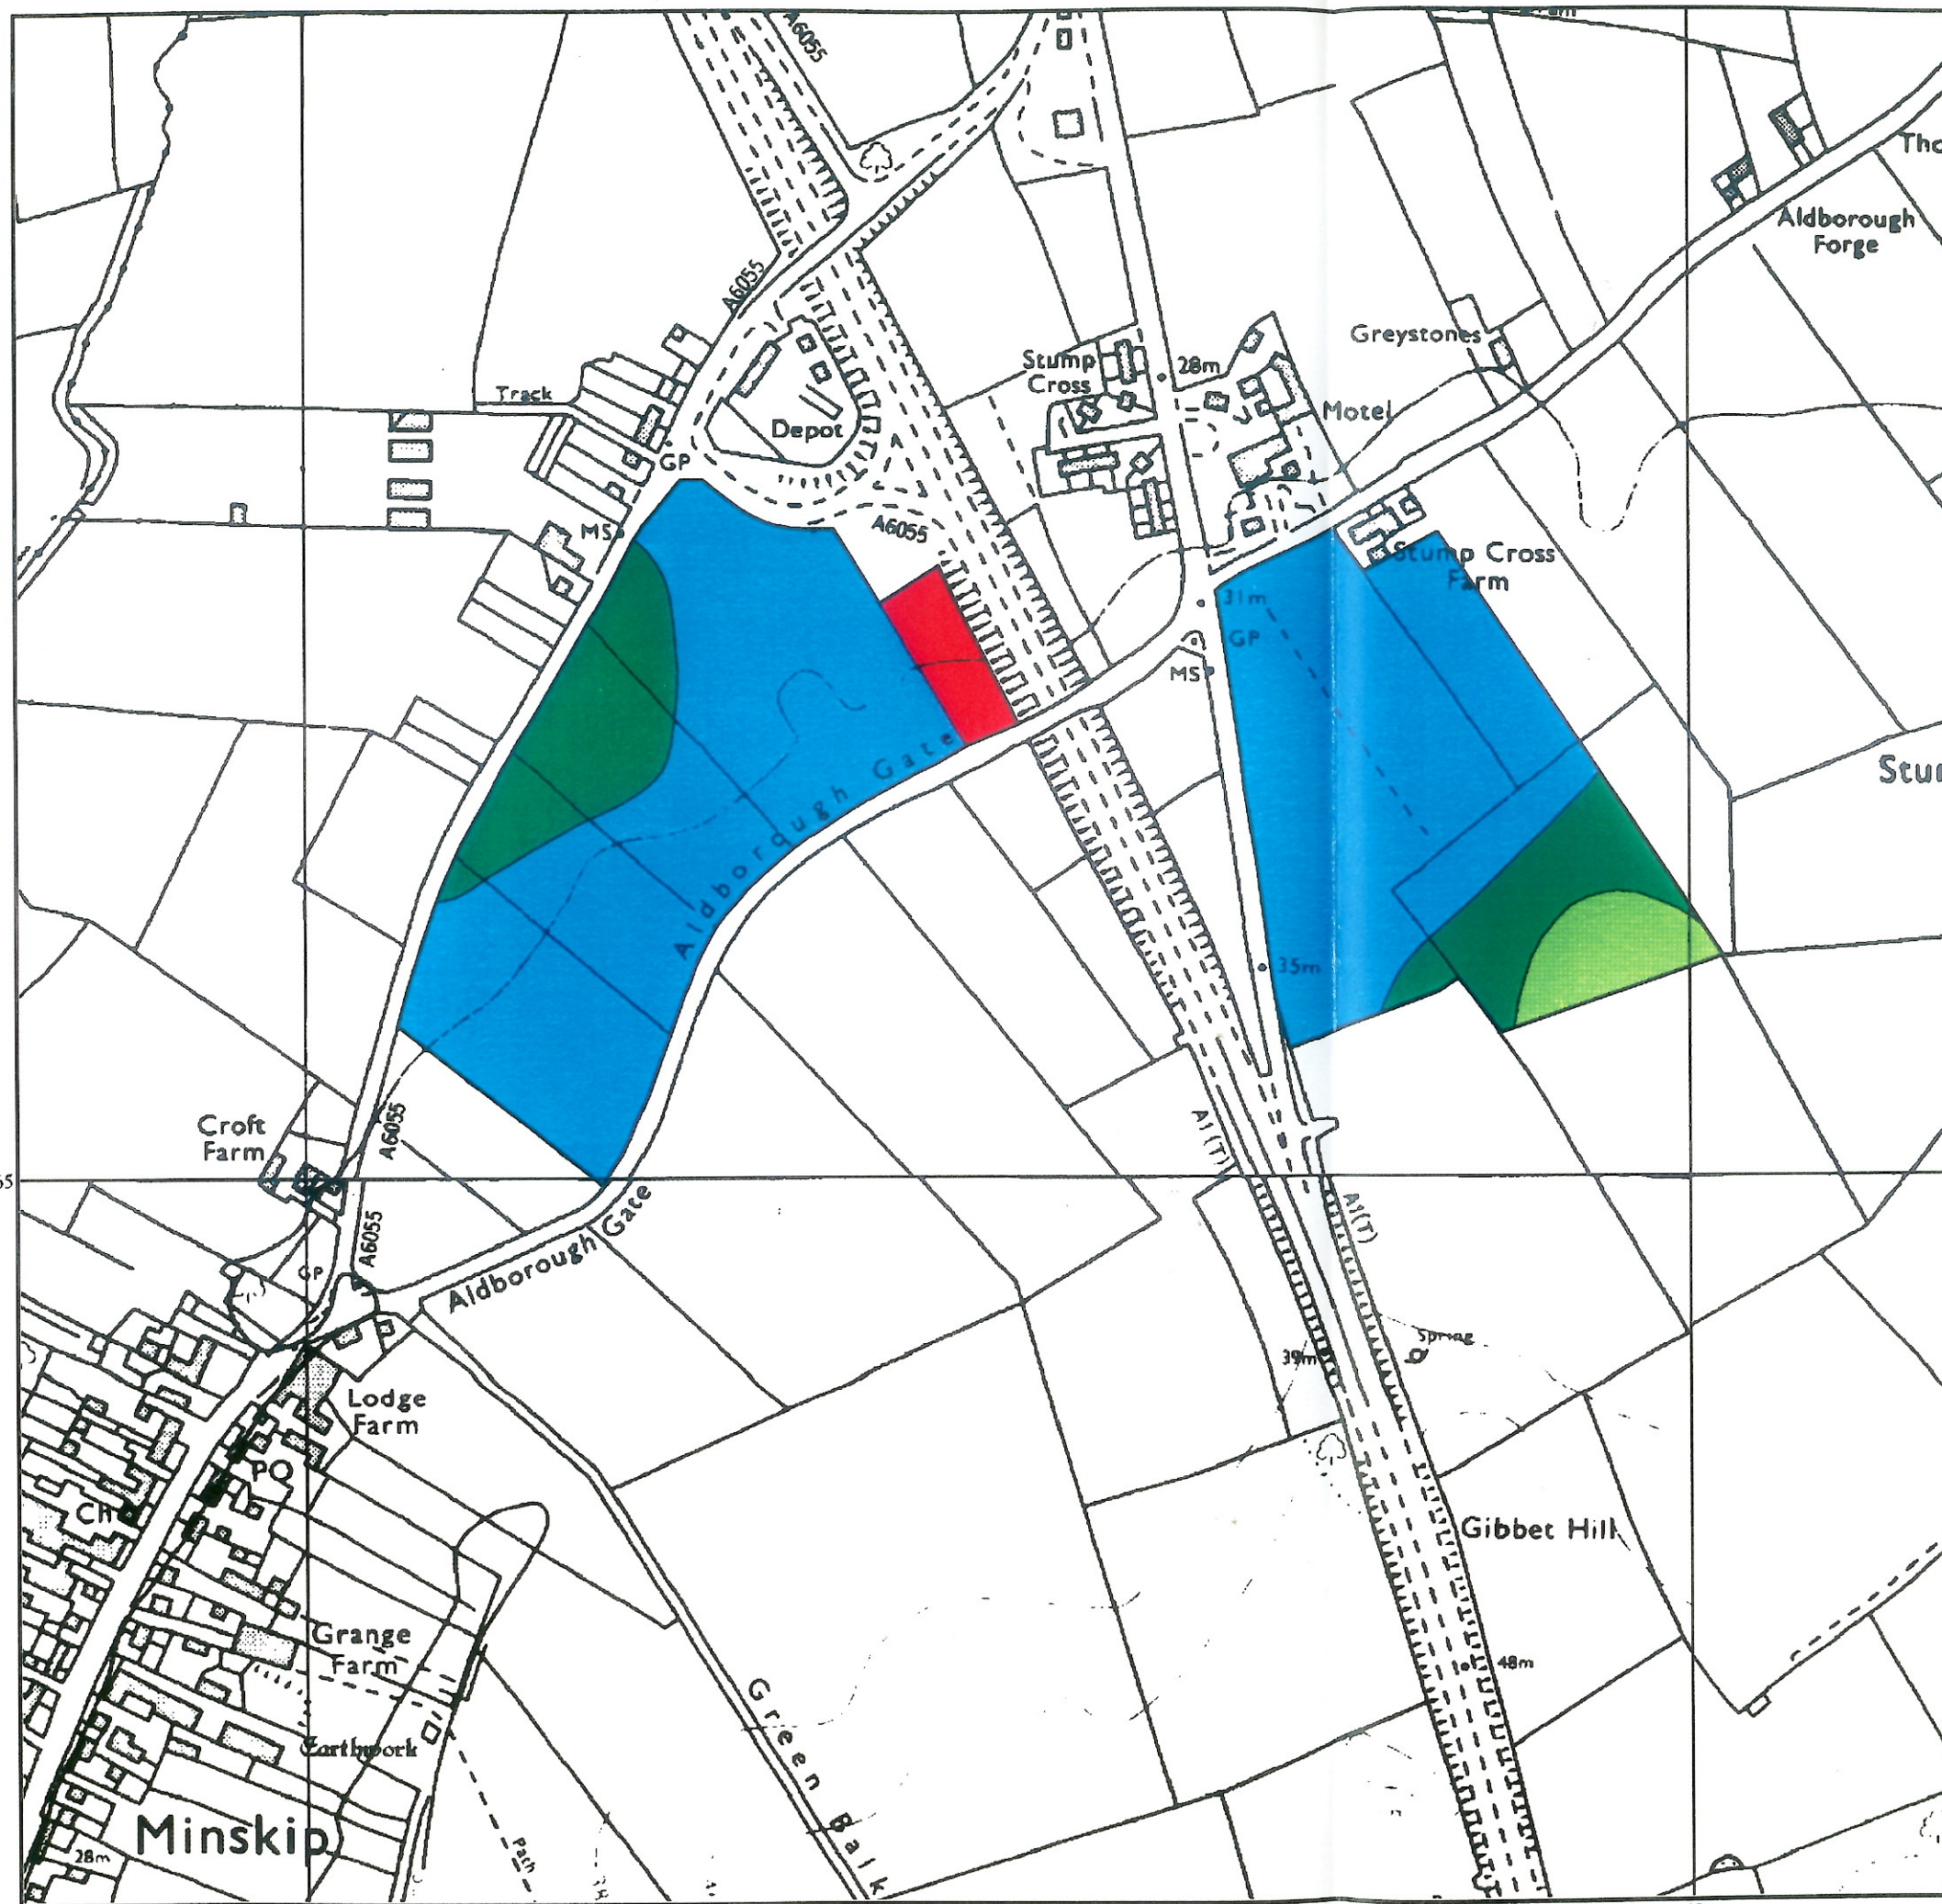 A6055
Aldborough
Forge
A6055
Greystones
Stump
Cross
28m
Track
Motel
Depot
GP
A6055
MS
Stump Cross
Farm
31m
GP
MS
Aldborough Gate
35m
Croft
Farm
A6055
A1(T)
A6055
Aldborough Gate
A1(T)
GP
Spring
39m
Lodge
Farm
PO
Ch
Gibbet Hill
Grange
Farm
48m
Green Balk
Earthwork
Minskip
28m
Path